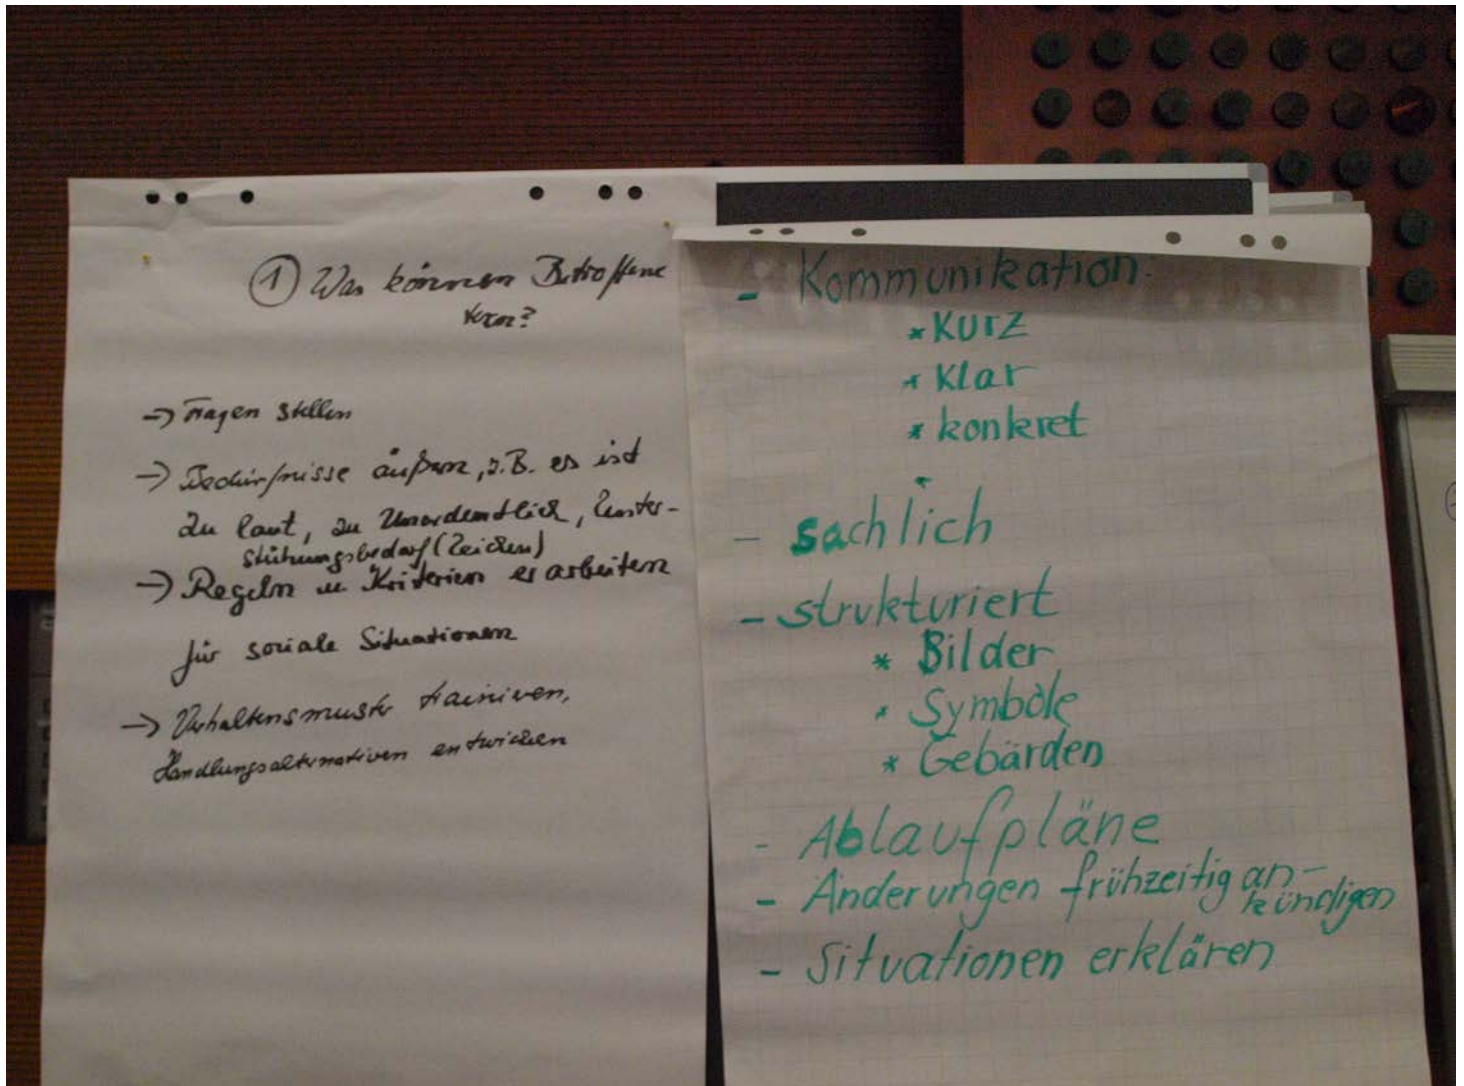 ① Was können Betroffene
tun?
-> Fragen stellen
-> Bedürfnisse äußern, z.B. es ist
zu laut, zu unordentlich, Unter-
stützungsbedarf (Zeichen)
-> Regeln u. Kriterien erarbeiten
für soziale Situationen
-> Verhaltensmuster trainieren,
Handlungsalternativen entwickeln
- Kommunikation:
* Kurz
* Klar
* konkret
- sachlich
- strukturiert
* Bilder
* Symbole
* Gebärden
- Ablaufpläne
- Änderungen frühzeitig an-
kündigen
- Situationen erklären